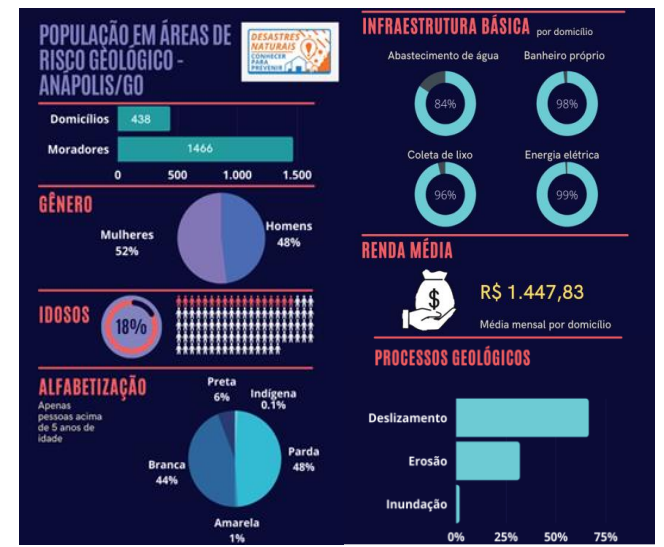 POPULAÇÃO EM ÁREAS DE
RISCO GEOLÓGICO -
ANÁPOLIS/GO
DESASTRES
NATURAIS
CONHECER
PARA
PREVENIR
Domicílios 438
Moradores 1466
0 500 1.000 1.500
GÊNERO
Mulheres
52%
Homens
48%
IDOSOS
18%
ALFABETIZAÇÃO
Apenas
pessoas acima
de 5 anos de
idade
Preta
6%
Indígena
0.1%
Parda
48%
Branca
44%
Amarela
1%
INFRAESTRUTURA BÁSICA por domicílio
Abastecimento de água
84%
Banheiro próprio
98%
Coleta de lixo
96%
Energia elétrica
99%
RENDA MÉDIA
$
R$ 1.447,83
Média mensal por domicílio
PROCESSOS GEOLÓGICOS
Deslizamento
Erosão
Inundação
0% 25% 50% 75%